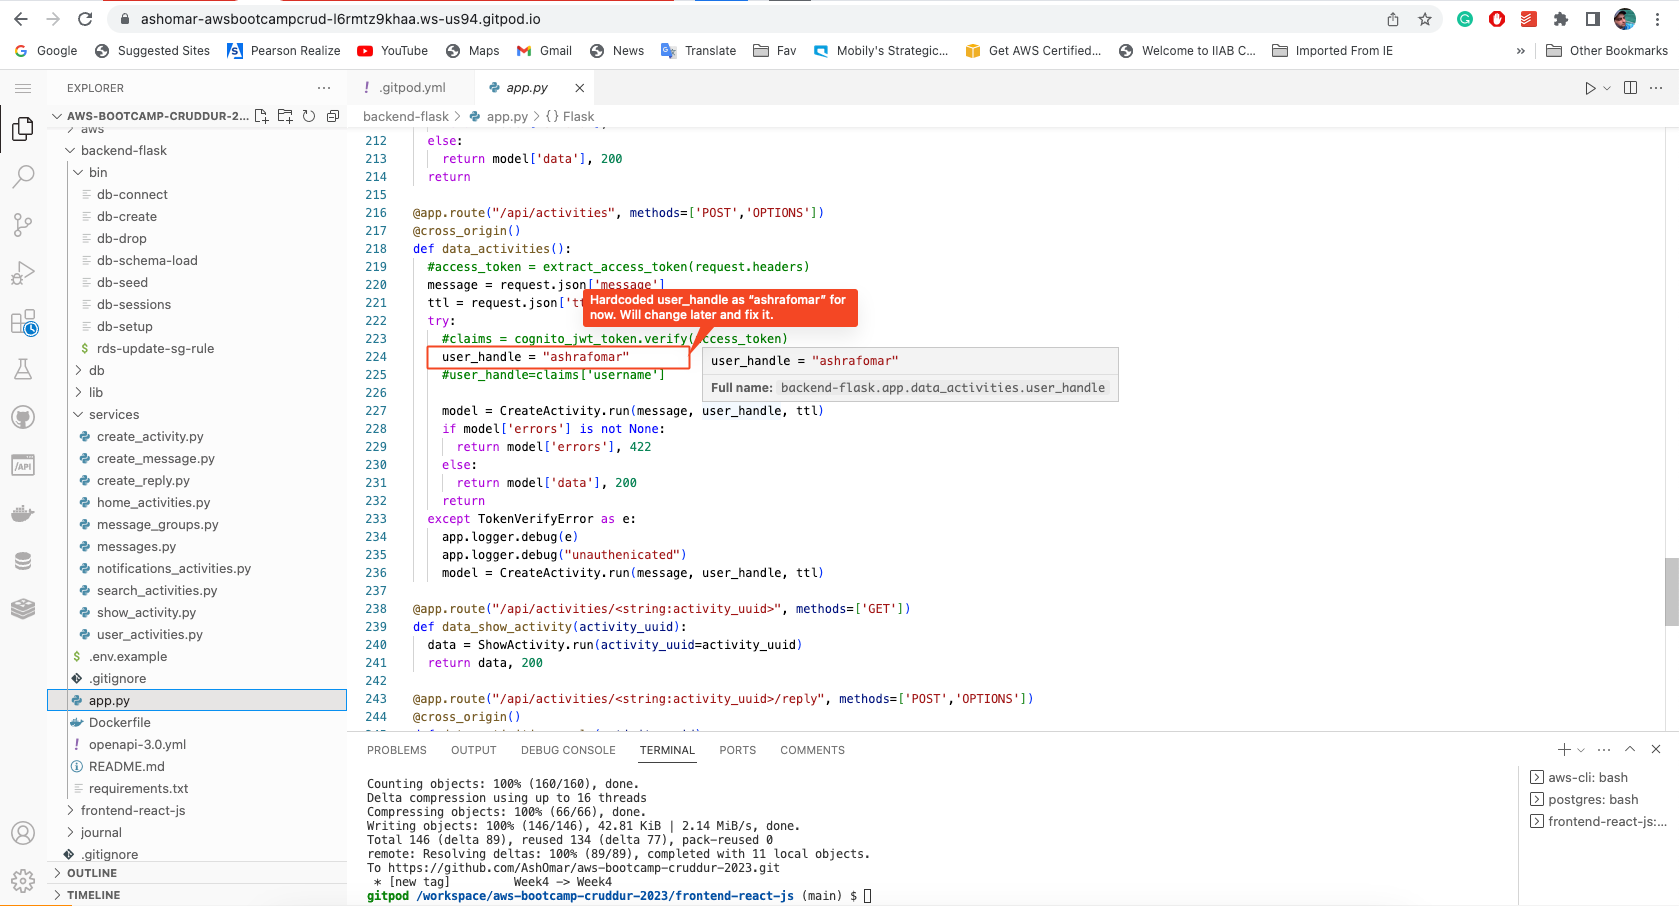 ashomar-awsbootcampcrud-l6rmtz9khaa.ws-us94.gitpod.io
Google
Suggested Sites
Pearson Realize
YouTube
Maps
Gmail
News
Translate
Fav
Mobily's Strategic...
Get AWS Certified...
Welcome to IIAB C...
Imported From IE
»
Other Bookmarks
EXPLORER
AWS-BOOTCAMP-CRUDDUR-2...
aws
backend-flask
bin
db-connect
db-create
db-drop
db-schema-load
db-seed
db-sessions
db-setup
$ rds-update-sg-rule
db
lib
services
create_activity.py
create_message.py
create_reply.py
home_activities.py
message_groups.py
messages.py
notifications_activities.py
search_activities.py
show_activity.py
user_activities.py
$ .env.example
.gitignore
app.py
Dockerfile
! openapi-3.0.yml
README.md
requirements.txt
frontend-react-js
journal
.gitignore
OUTLINE
TIMELINE
! .gitpod.yml
app.py
backend-flask > app.py > {} Flask
212 else:
213 return model['data'], 200
214 return
215
216 @app.route("/api/activities", methods=['POST','OPTIONS'])
217 @cross_origin()
218 def data_activities():
219 #access_token = extract_access_token(request.headers)
220 message = request.json['message']
221 ttl = request.json['tt
Hardcoded user_handle as “ashrafomar” for
now. Will change later and fix it.
222 try:
223 #claims = cognito_jwt_token.verify(access_token)
224 user_handle = "ashrafomar"
user_handle = "ashrafomar"
225 #user_handle=claims['username']
Full name: backend-flask.app.data_activities.user_handle
226
227 model = CreateActivity.run(message, user_handle, ttl)
228 if model['errors'] is not None:
229 return model['errors'], 422
230 else:
231 return model['data'], 200
232 return
233 except TokenVerifyError as e:
234 app.logger.debug(e)
235 app.logger.debug("unauthenicated")
236 model = CreateActivity.run(message, user_handle, ttl)
237
238 @app.route("/api/activities/<string:activity_uuid>", methods=['GET'])
239 def data_show_activity(activity_uuid):
240 data = ShowActivity.run(activity_uuid=activity_uuid)
241 return data, 200
242
243 @app.route("/api/activities/<string:activity_uuid>/reply", methods=['POST','OPTIONS'])
244 @cross_origin()
PROBLEMS
OUTPUT
DEBUG CONSOLE
TERMINAL
PORTS
COMMENTS
Counting objects: 100% (160/160), done.
Delta compression using up to 16 threads
Compressing objects: 100% (66/66), done.
Writing objects: 100% (146/146), 42.81 KiB | 2.14 MiB/s, done.
Total 146 (delta 89), reused 134 (delta 77), pack-reused 0
remote: Resolving deltas: 100% (89/89), completed with 11 local objects.
To https://github.com/AshOmar/aws-bootcamp-cruddur-2023.git
* [new tag] Week4 -> Week4
gitpod /workspace/aws-bootcamp-cruddur-2023/frontend-react-js (main) $
aws-cli: bash
postgres: bash
frontend-react-js:...